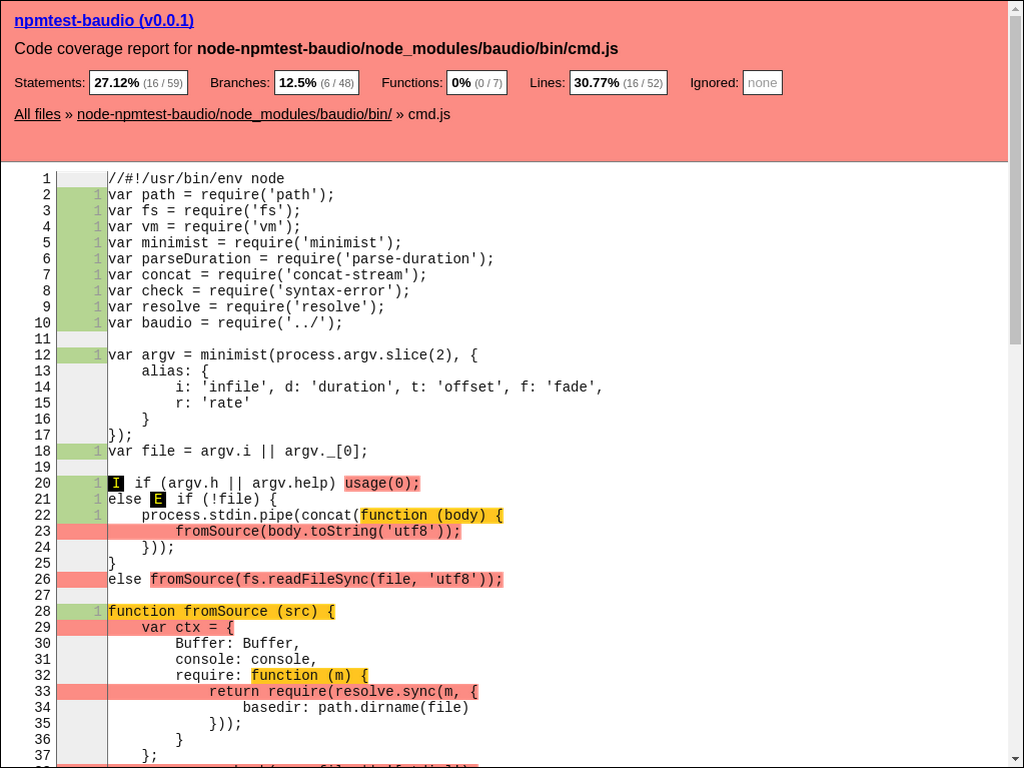 npmtest-baudio (v0.0.1)
Code coverage report for node-npmtest-baudio/node_modules/baudio/bin/cmd.js
Statements: 27.12% (16 / 59) Branches: 12.5% (6 / 48) Functions: 0% (0 / 7) Lines: 30.77% (16 / 52) Ignored: none
All files » node-npmtest-baudio/node_modules/baudio/bin/ » cmd.js
1 //#!/usr/bin/env node
2 1 var path = require('path');
3 1 var fs = require('fs');
4 1 var vm = require('vm');
5 1 var minimist = require('minimist');
6 1 var parseDuration = require('parse-duration');
7 1 var concat = require('concat-stream');
8 1 var check = require('syntax-error');
9 1 var resolve = require('resolve');
10 1 var baudio = require('../');
11
12 1 var argv = minimist(process.argv.slice(2), {
13     alias: {
14         i: 'infile', d: 'duration', t: 'offset', f: 'fade',
15         r: 'rate'
16     }
17 });
18 1 var file = argv.i || argv._[0];
19
20 1 I if (argv.h || argv.help) usage(0);
21 1 else E if (!file) {
22 1     process.stdin.pipe(concat(function (body) {
23         fromSource(body.toString('utf8'));
24     }));
25 }
26 else fromSource(fs.readFileSync(file, 'utf8'));
27
28 1 function fromSource (src) {
29     var ctx = {
30         Buffer: Buffer,
31         console: console,
32         require: function (m) {
33             return require(resolve.sync(m, {
34                 basedir: path.dirname(file)
35             }));
36         }
37     };